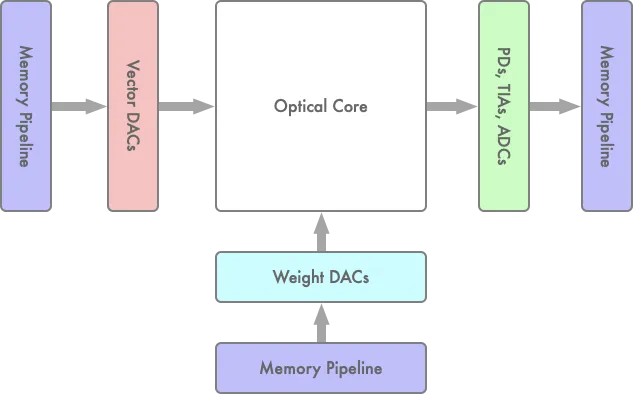 Memory Pipeline
Vector DACs
Optical Core
PDs, TIAs, ADCs
Memory Pipeline
Weight DACs
Memory Pipeline